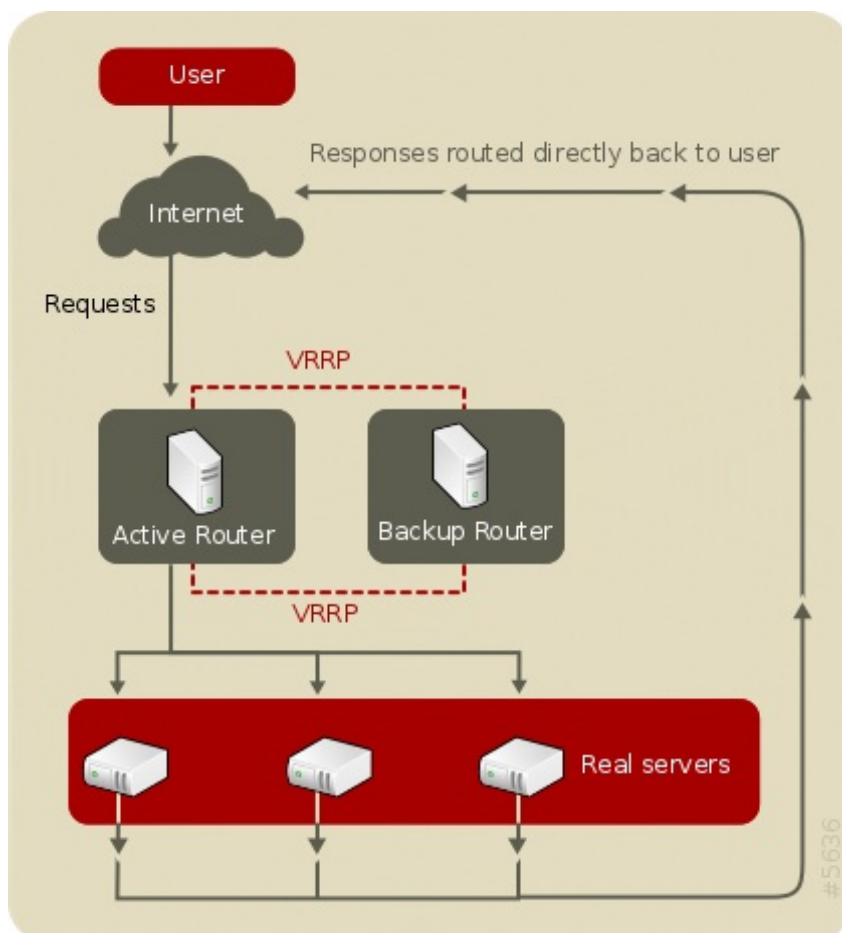 User
Responses routed directly back to user
Internet
Requests
VRRP
Active Router
Backup Router
VRRP
Real servers
#5636